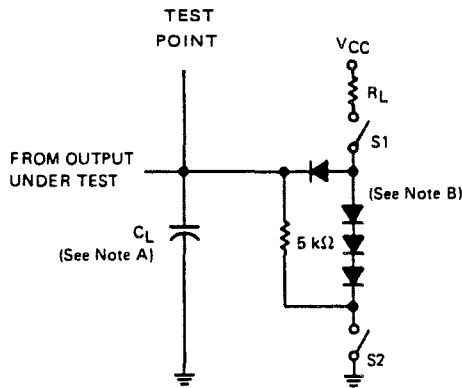 TEST
POINT
VCC
RL
S1
FROM OUTPUT
UNDER TEST
(See Note B)
CL
(See Note A)
5 kΩ
S2